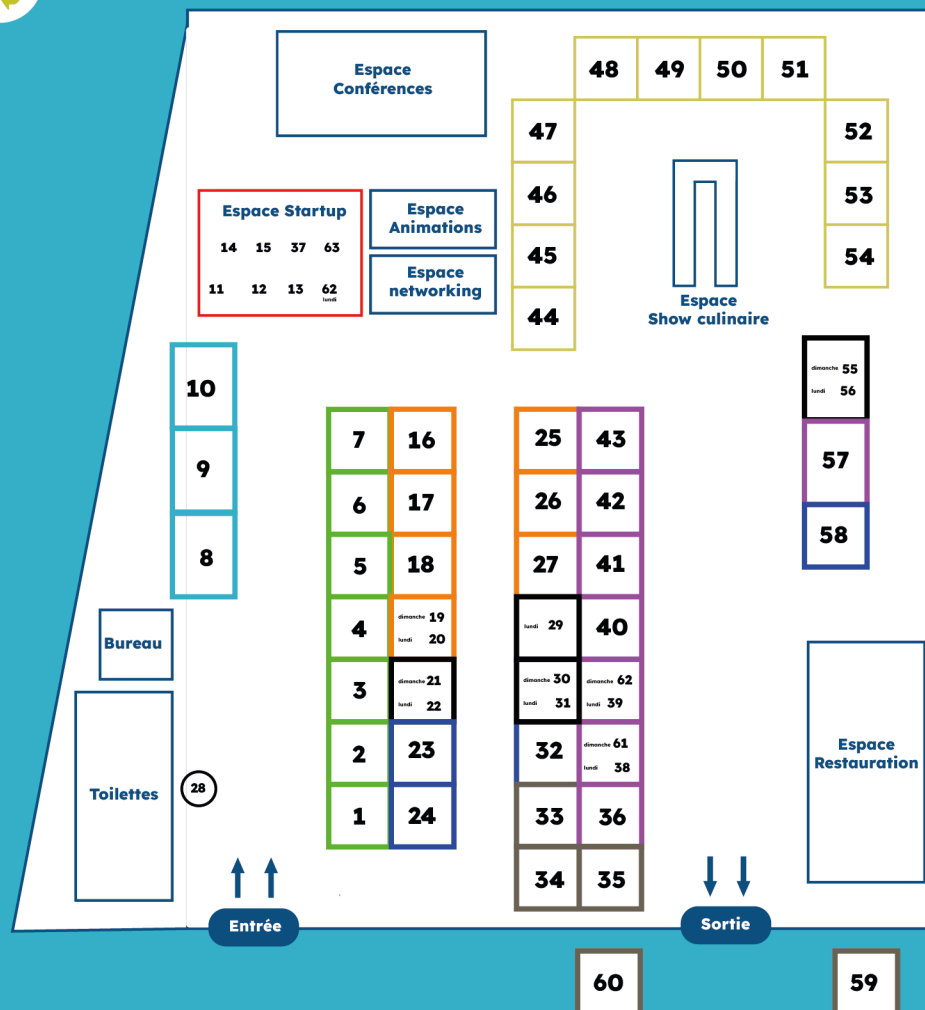 Espace
Conférences
48 49 50 51
47
52
46
53
45
54
44
Espace
Show culinaire
Espace Startup
14 15 37 63
11 12 13 62
lundi
Espace
Animations
Espace
networking
10
9
8
dimanche 55
lundi 56
57
58
7 16
6 17
5 18
4
dimanche 19
lundi 20
3
dimanche 21
lundi 22
2 23
1 24
25 43
26 42
27 41
lundi 29
40
dimanche 30
lundi 31
dimanche 62
lundi 39
32
dimanche 61
lundi 38
33 36
34 35
Bureau
Toilettes
28
Espace
Restauration
Entrée
Sortie
60
59